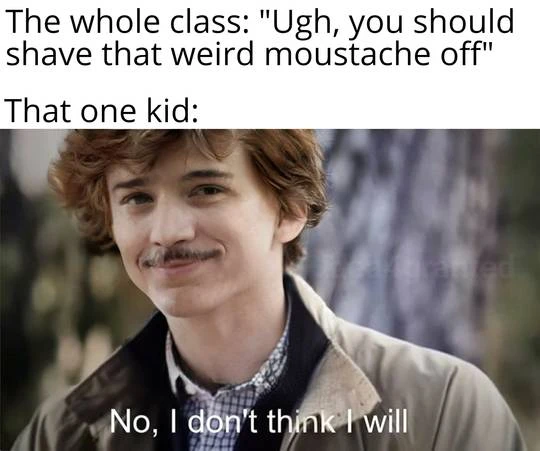 The whole class: "Ugh, you should
shave that weird moustache off"
That one kid:
No, I don't think I will